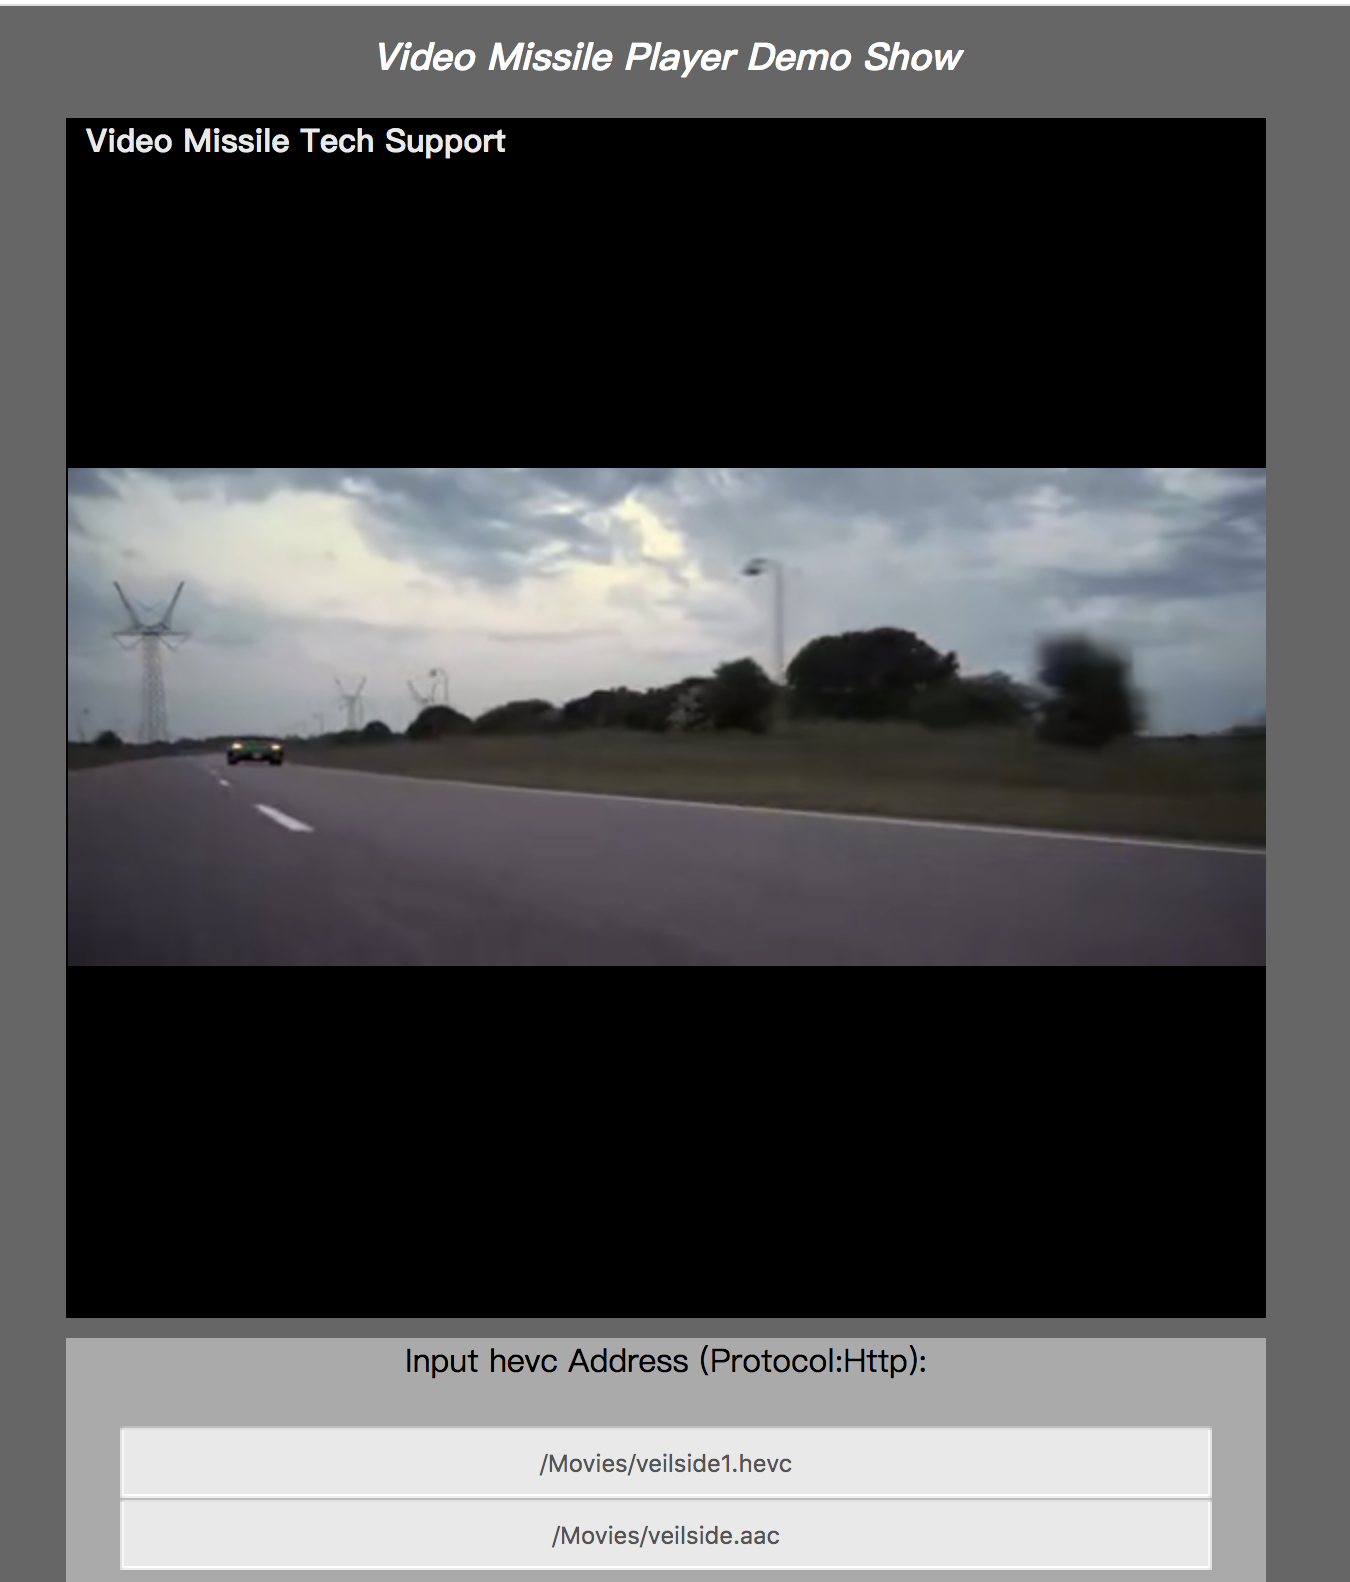 Video Missile Player Demo Show
Video Missile Tech Support
Input hevc Address (Protocol:Http):
/Movies/veilside1.hevc
/Movies/veilside.aac